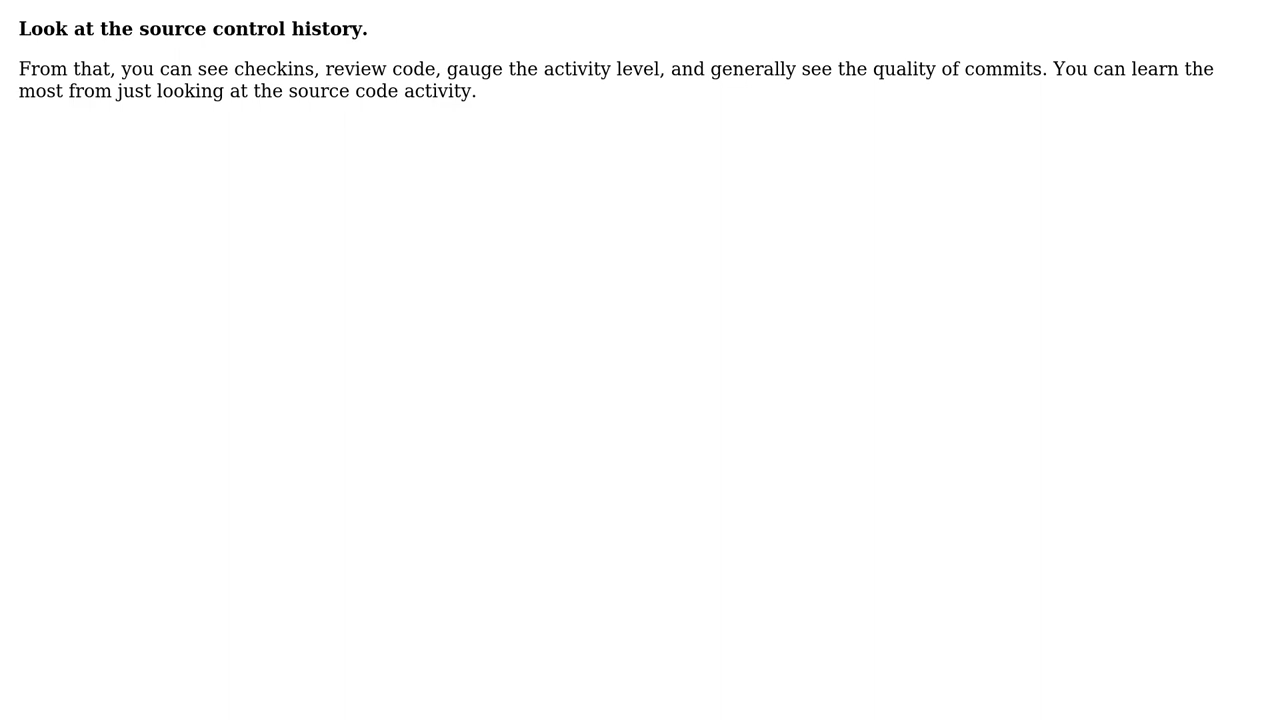 Look at the source control history.
From that, you can see checkins, review code, gauge the activity level, and generally see the quality of commits. You can learn the
most from just looking at the source code activity.